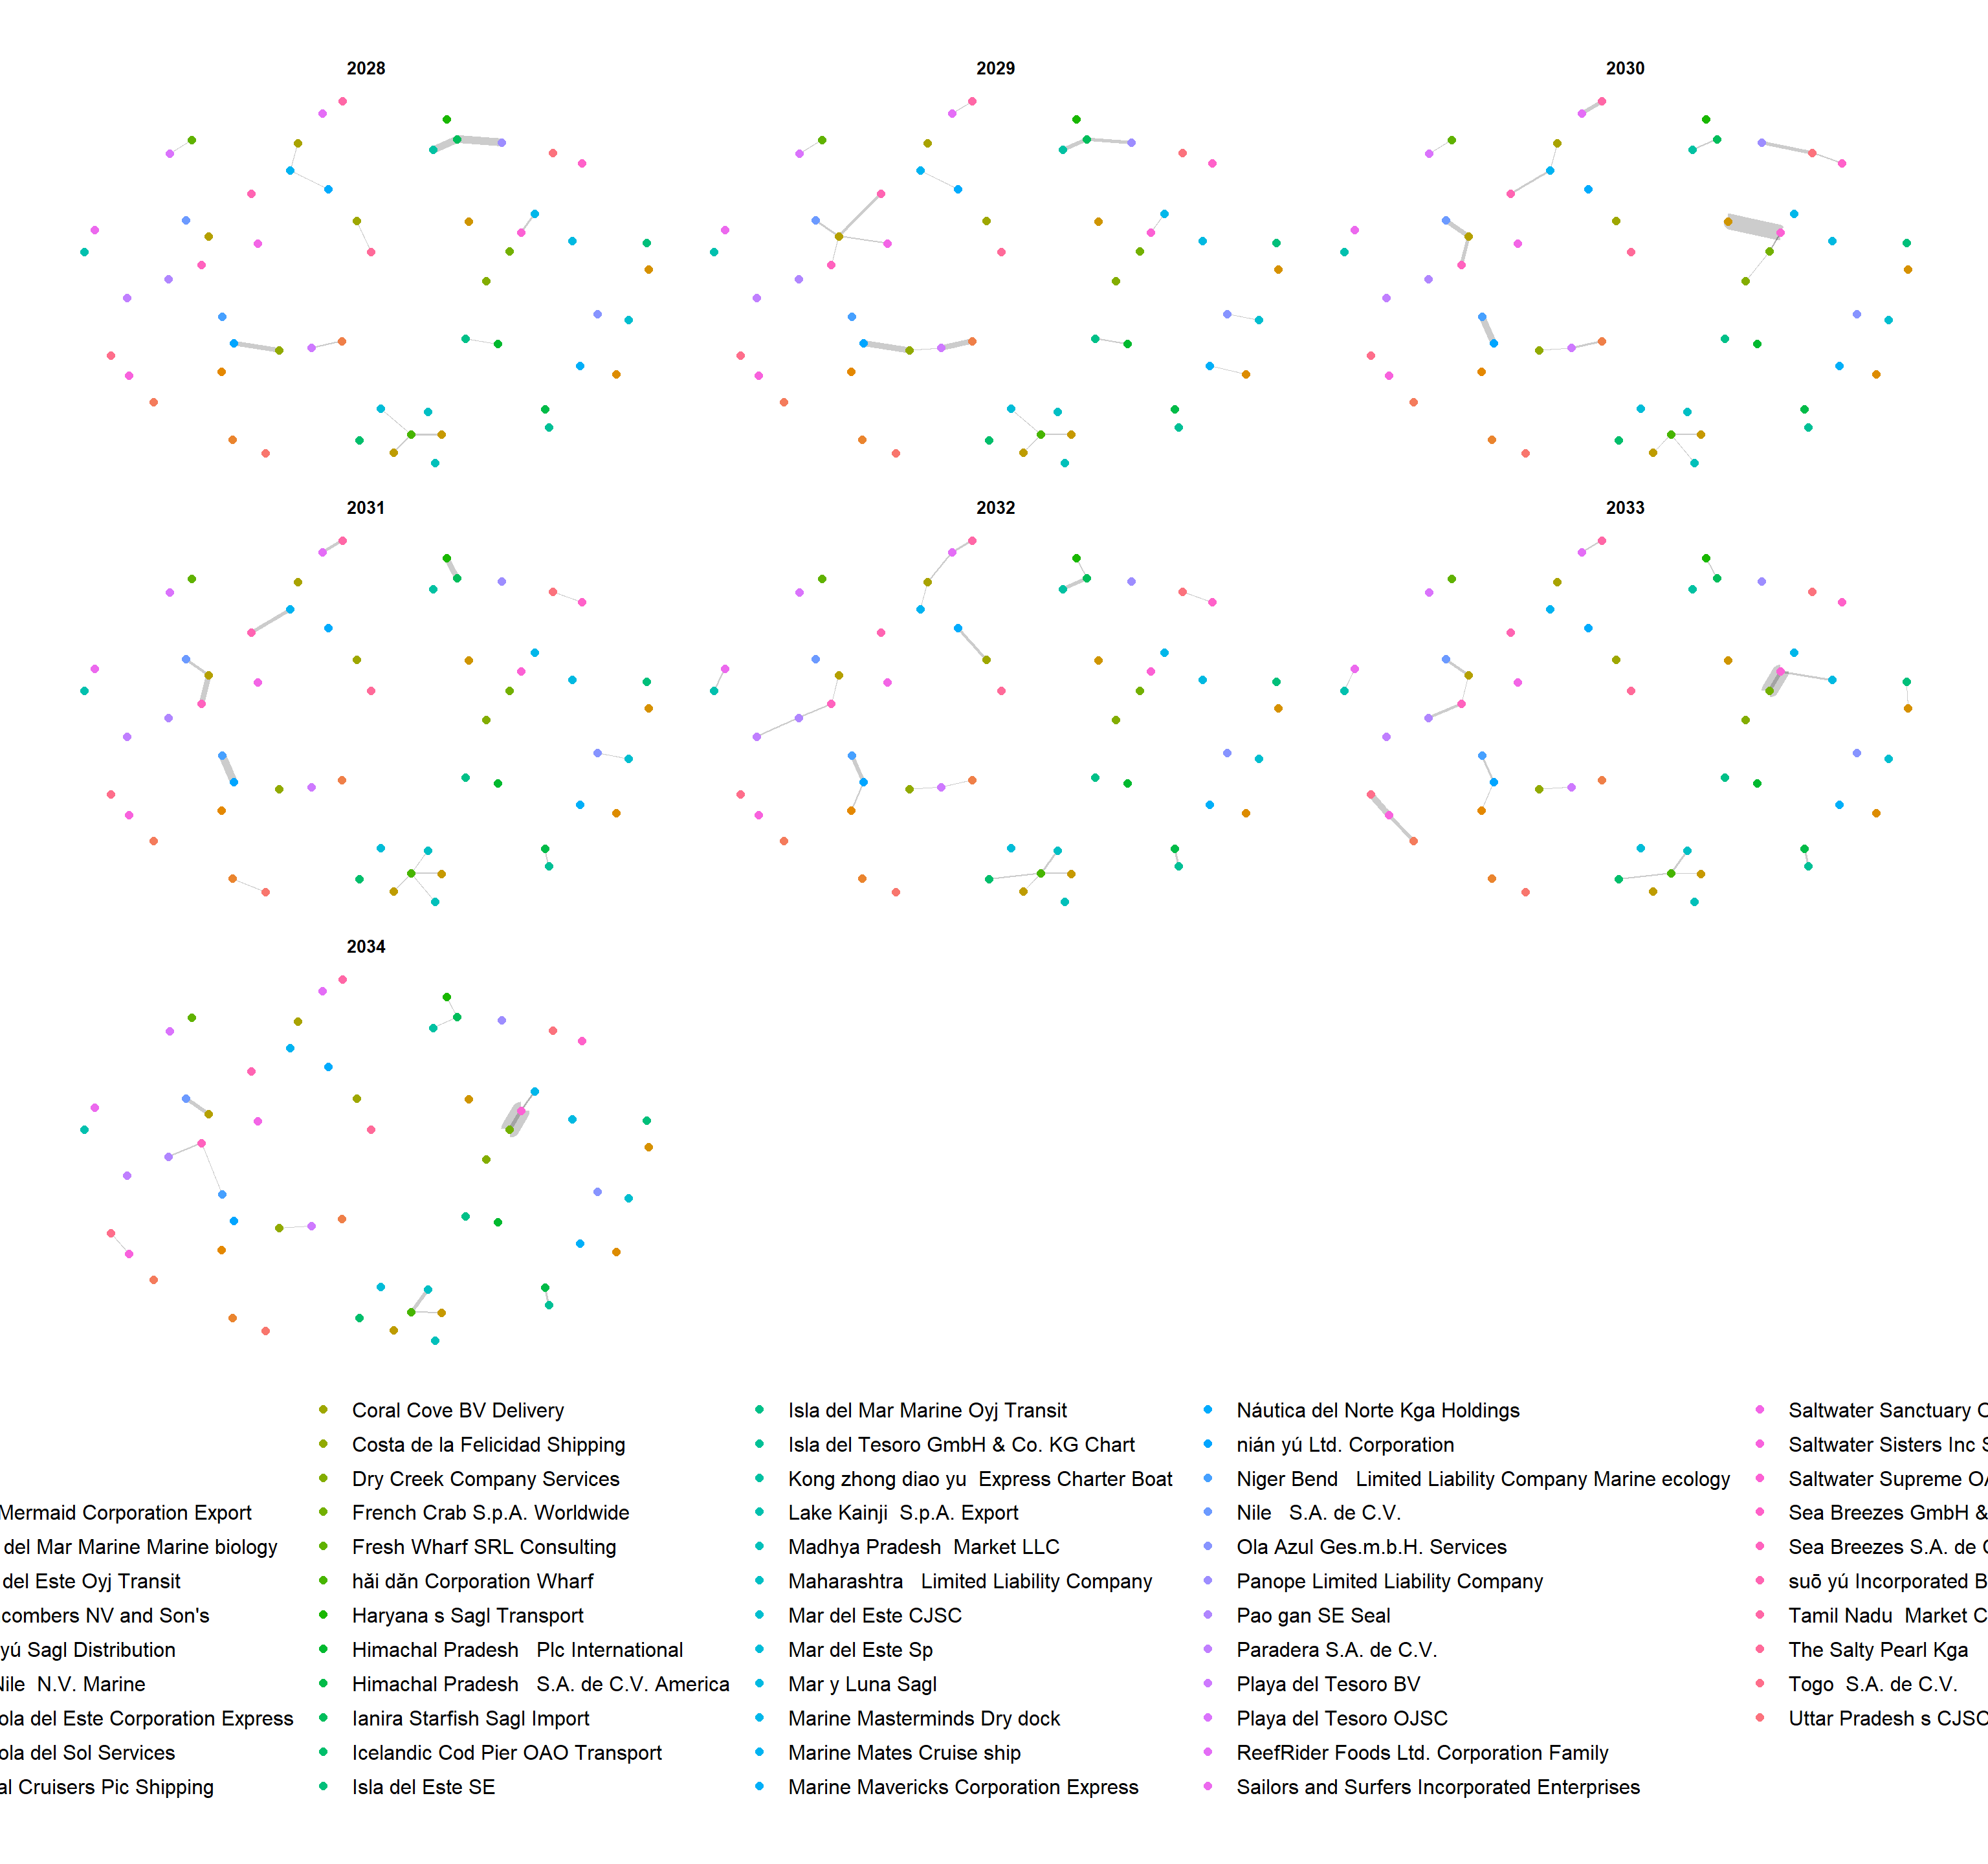 2028
2029
2030
2031
2032
2033
2034
Mermaid Corporation Export
del Mar Marine Marine biology
del Este Oyj Transit
combers NV and Son's
yú Sagl Distribution
Nile N.V. Marine
ola del Este Corporation Express
ola del Sol Services
al Cruisers Pic Shipping
Coral Cove BV Delivery
Costa de la Felicidad Shipping
Dry Creek Company Services
French Crab S.p.A. Worldwide
Fresh Wharf SRL Consulting
hǎi dǎn Corporation Wharf
Haryana s Sagl Transport
Himachal Pradesh Plc International
Himachal Pradesh S.A. de C.V. America
Ianira Starfish Sagl Import
Icelandic Cod Pier OAO Transport
Isla del Este SE
Isla del Mar Marine Oyj Transit
Isla del Tesoro GmbH & Co. KG Chart
Kong zhong diao yu Express Charter Boat
Lake Kainji S.p.A. Export
Madhya Pradesh Market LLC
Maharashtra Limited Liability Company
Mar del Este CJSC
Mar del Este Sp
Mar y Luna Sagl
Marine Masterminds Dry dock
Marine Mates Cruise ship
Marine Mavericks Corporation Express
Náutica del Norte Kga Holdings
nián yú Ltd. Corporation
Niger Bend Limited Liability Company Marine ecology
Nile S.A. de C.V.
Ola Azul Ges.m.b.H. Services
Panope Limited Liability Company
Pao gan SE Seal
Paradera S.A. de C.V.
Playa del Tesoro BV
Playa del Tesoro OJSC
ReefRider Foods Ltd. Corporation Family
Sailors and Surfers Incorporated Enterprises
Saltwater Sanctuary
Saltwater Sisters Inc
Saltwater Supreme
Sea Breezes GmbH &
Sea Breezes S.A. de
suō yú Incorporated
Tamil Nadu Market
The Salty Pearl Kga
Togo S.A. de C.V.
Uttar Pradesh s CJSC